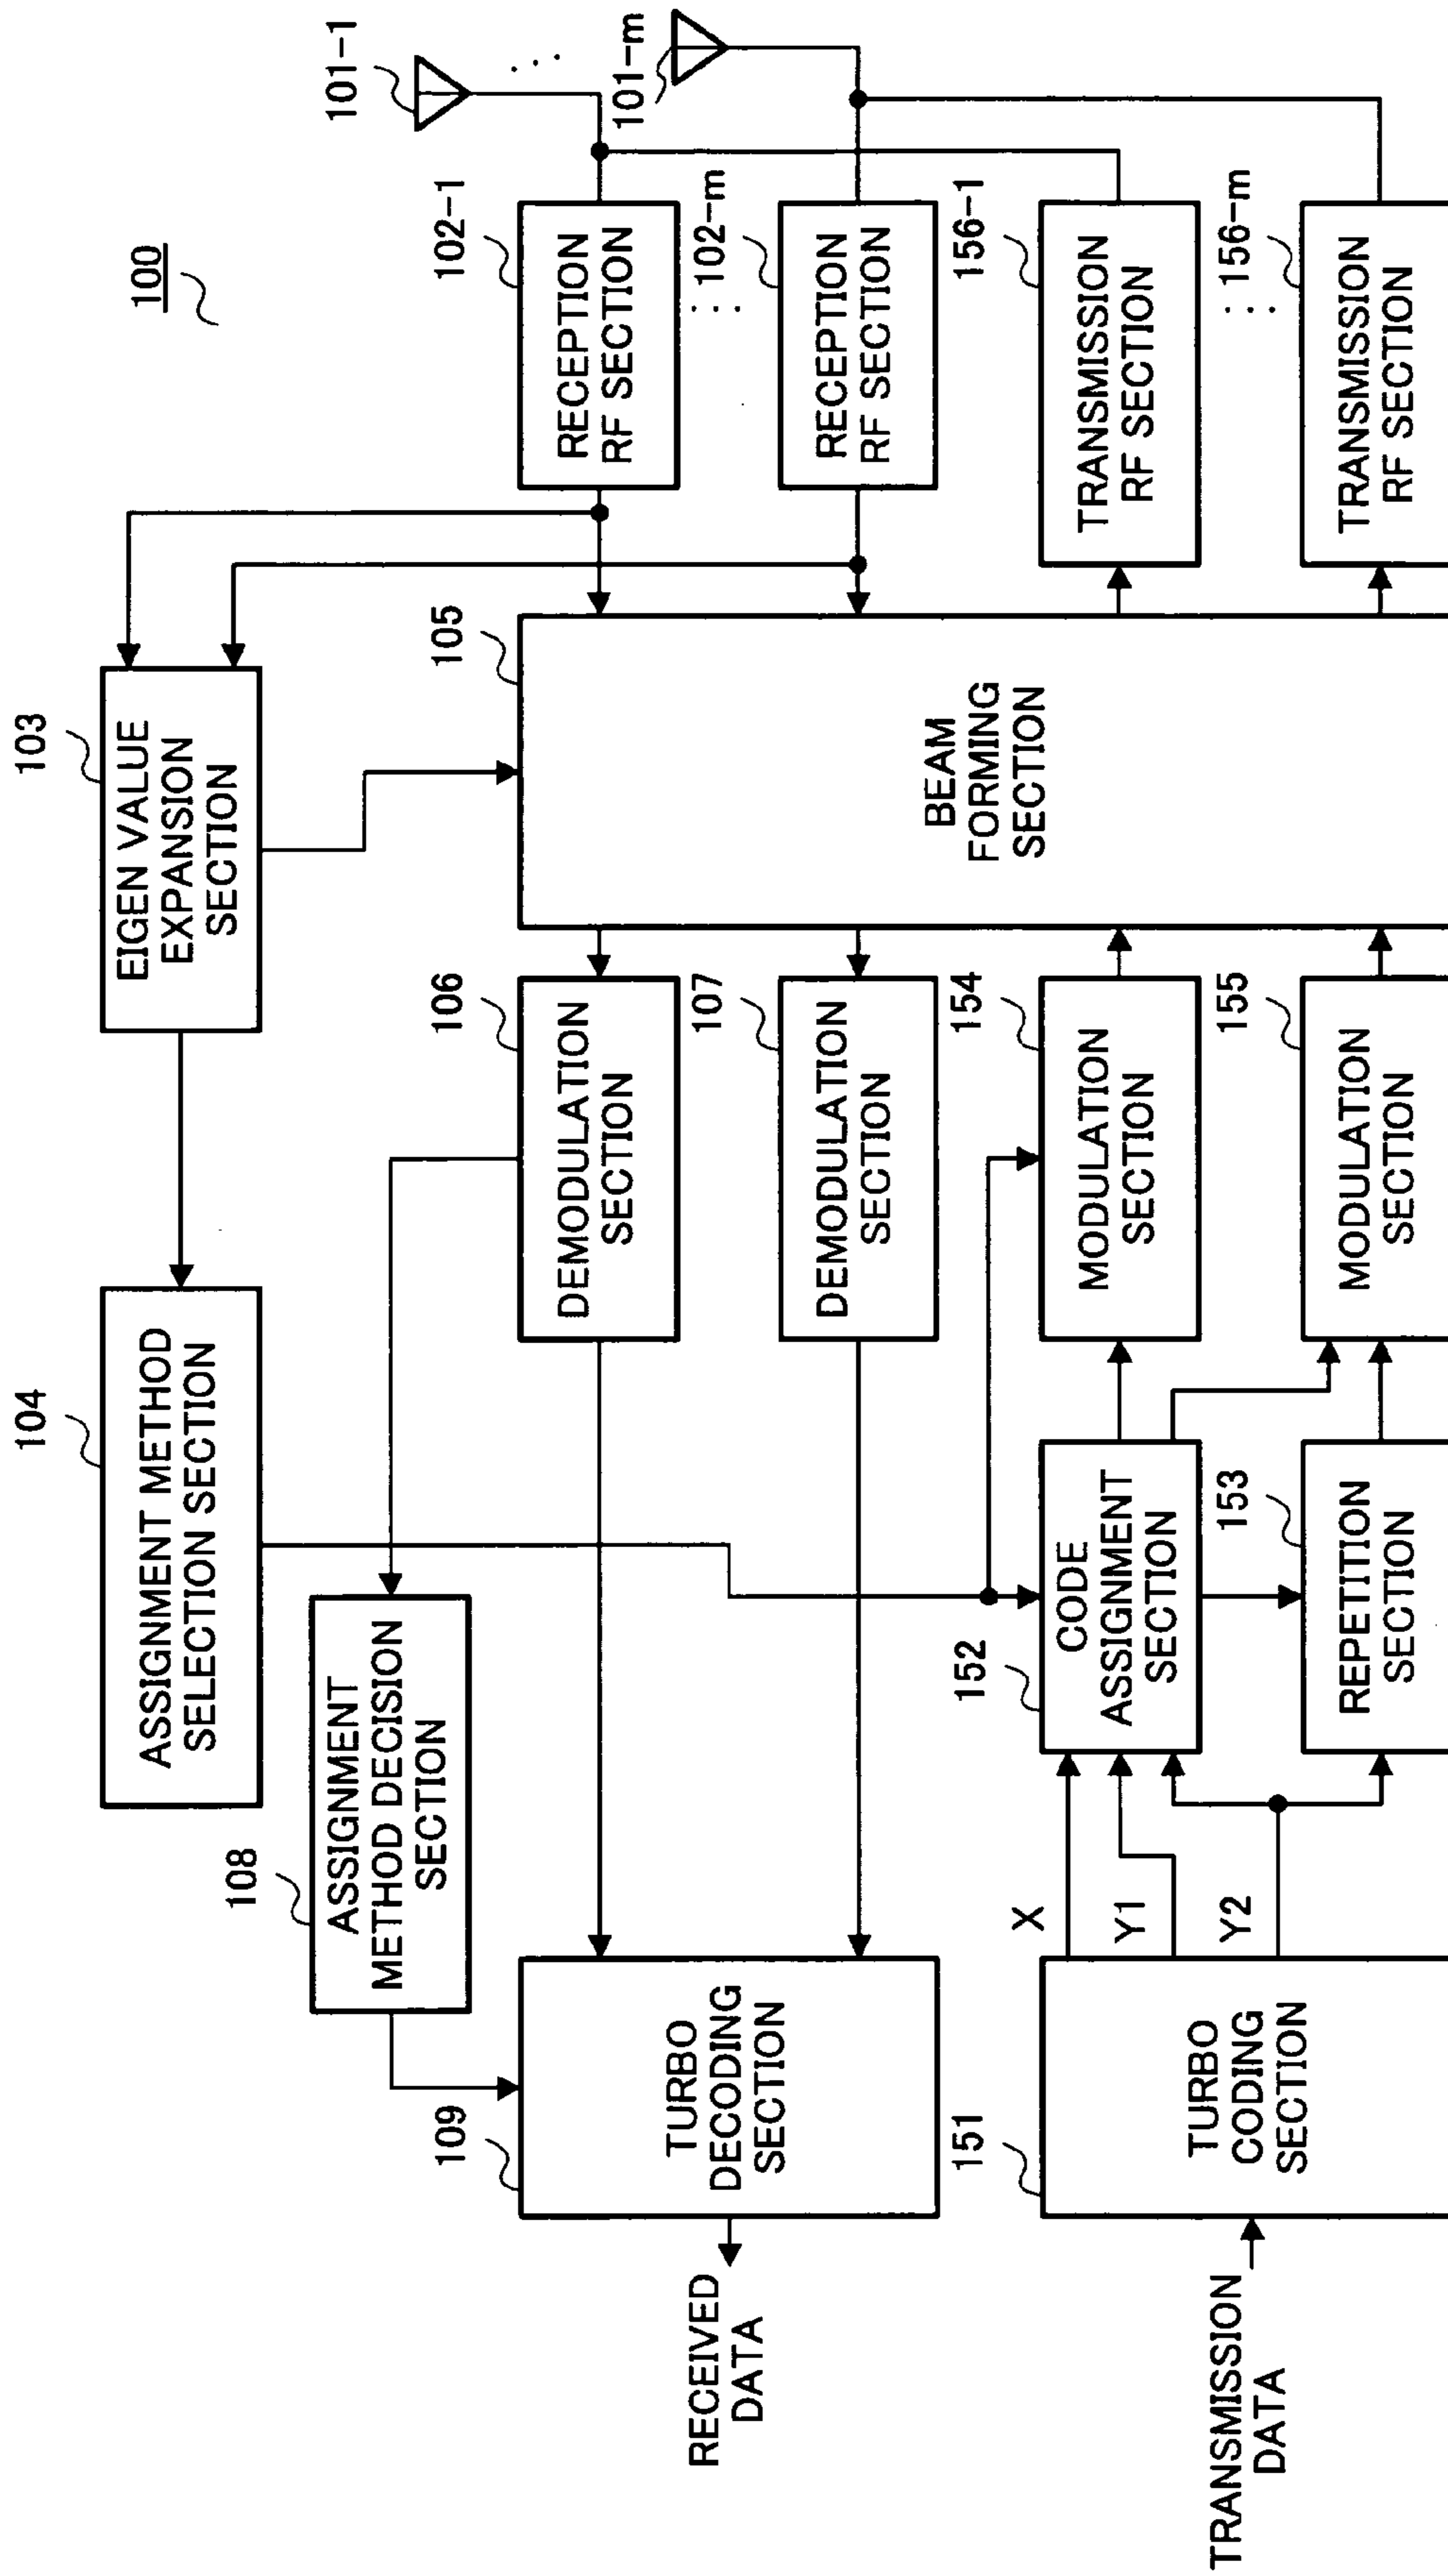 100
101-1
101-m
103
EIGEN VALUE
EXPANSION
SECTION
104
ASSIGNMENT METHOD
SELECTION SECTION
108
ASSIGNMENT
METHOD DECISION
SECTION
102-1
RECEPTION
RF SECTION
102-m
RECEPTION
RF SECTION
156-1
TRANSMISSION
RF SECTION
156-m
TRANSMISSION
RF SECTION
105
BEAM
FORMING
SECTION
106
DEMODULATION
SECTION
107
DEMODULATION
SECTION
154
MODULATION
SECTION
155
MODULATION
SECTION
152
CODE
ASSIGNMENT
SECTION
153
REPETITION
SECTION
109
TURBO
DECODING
SECTION
RECEIVED
DATA
151
TURBO
CODING
SECTION
X
Y1
Y2
TRANSMISSION
DATA